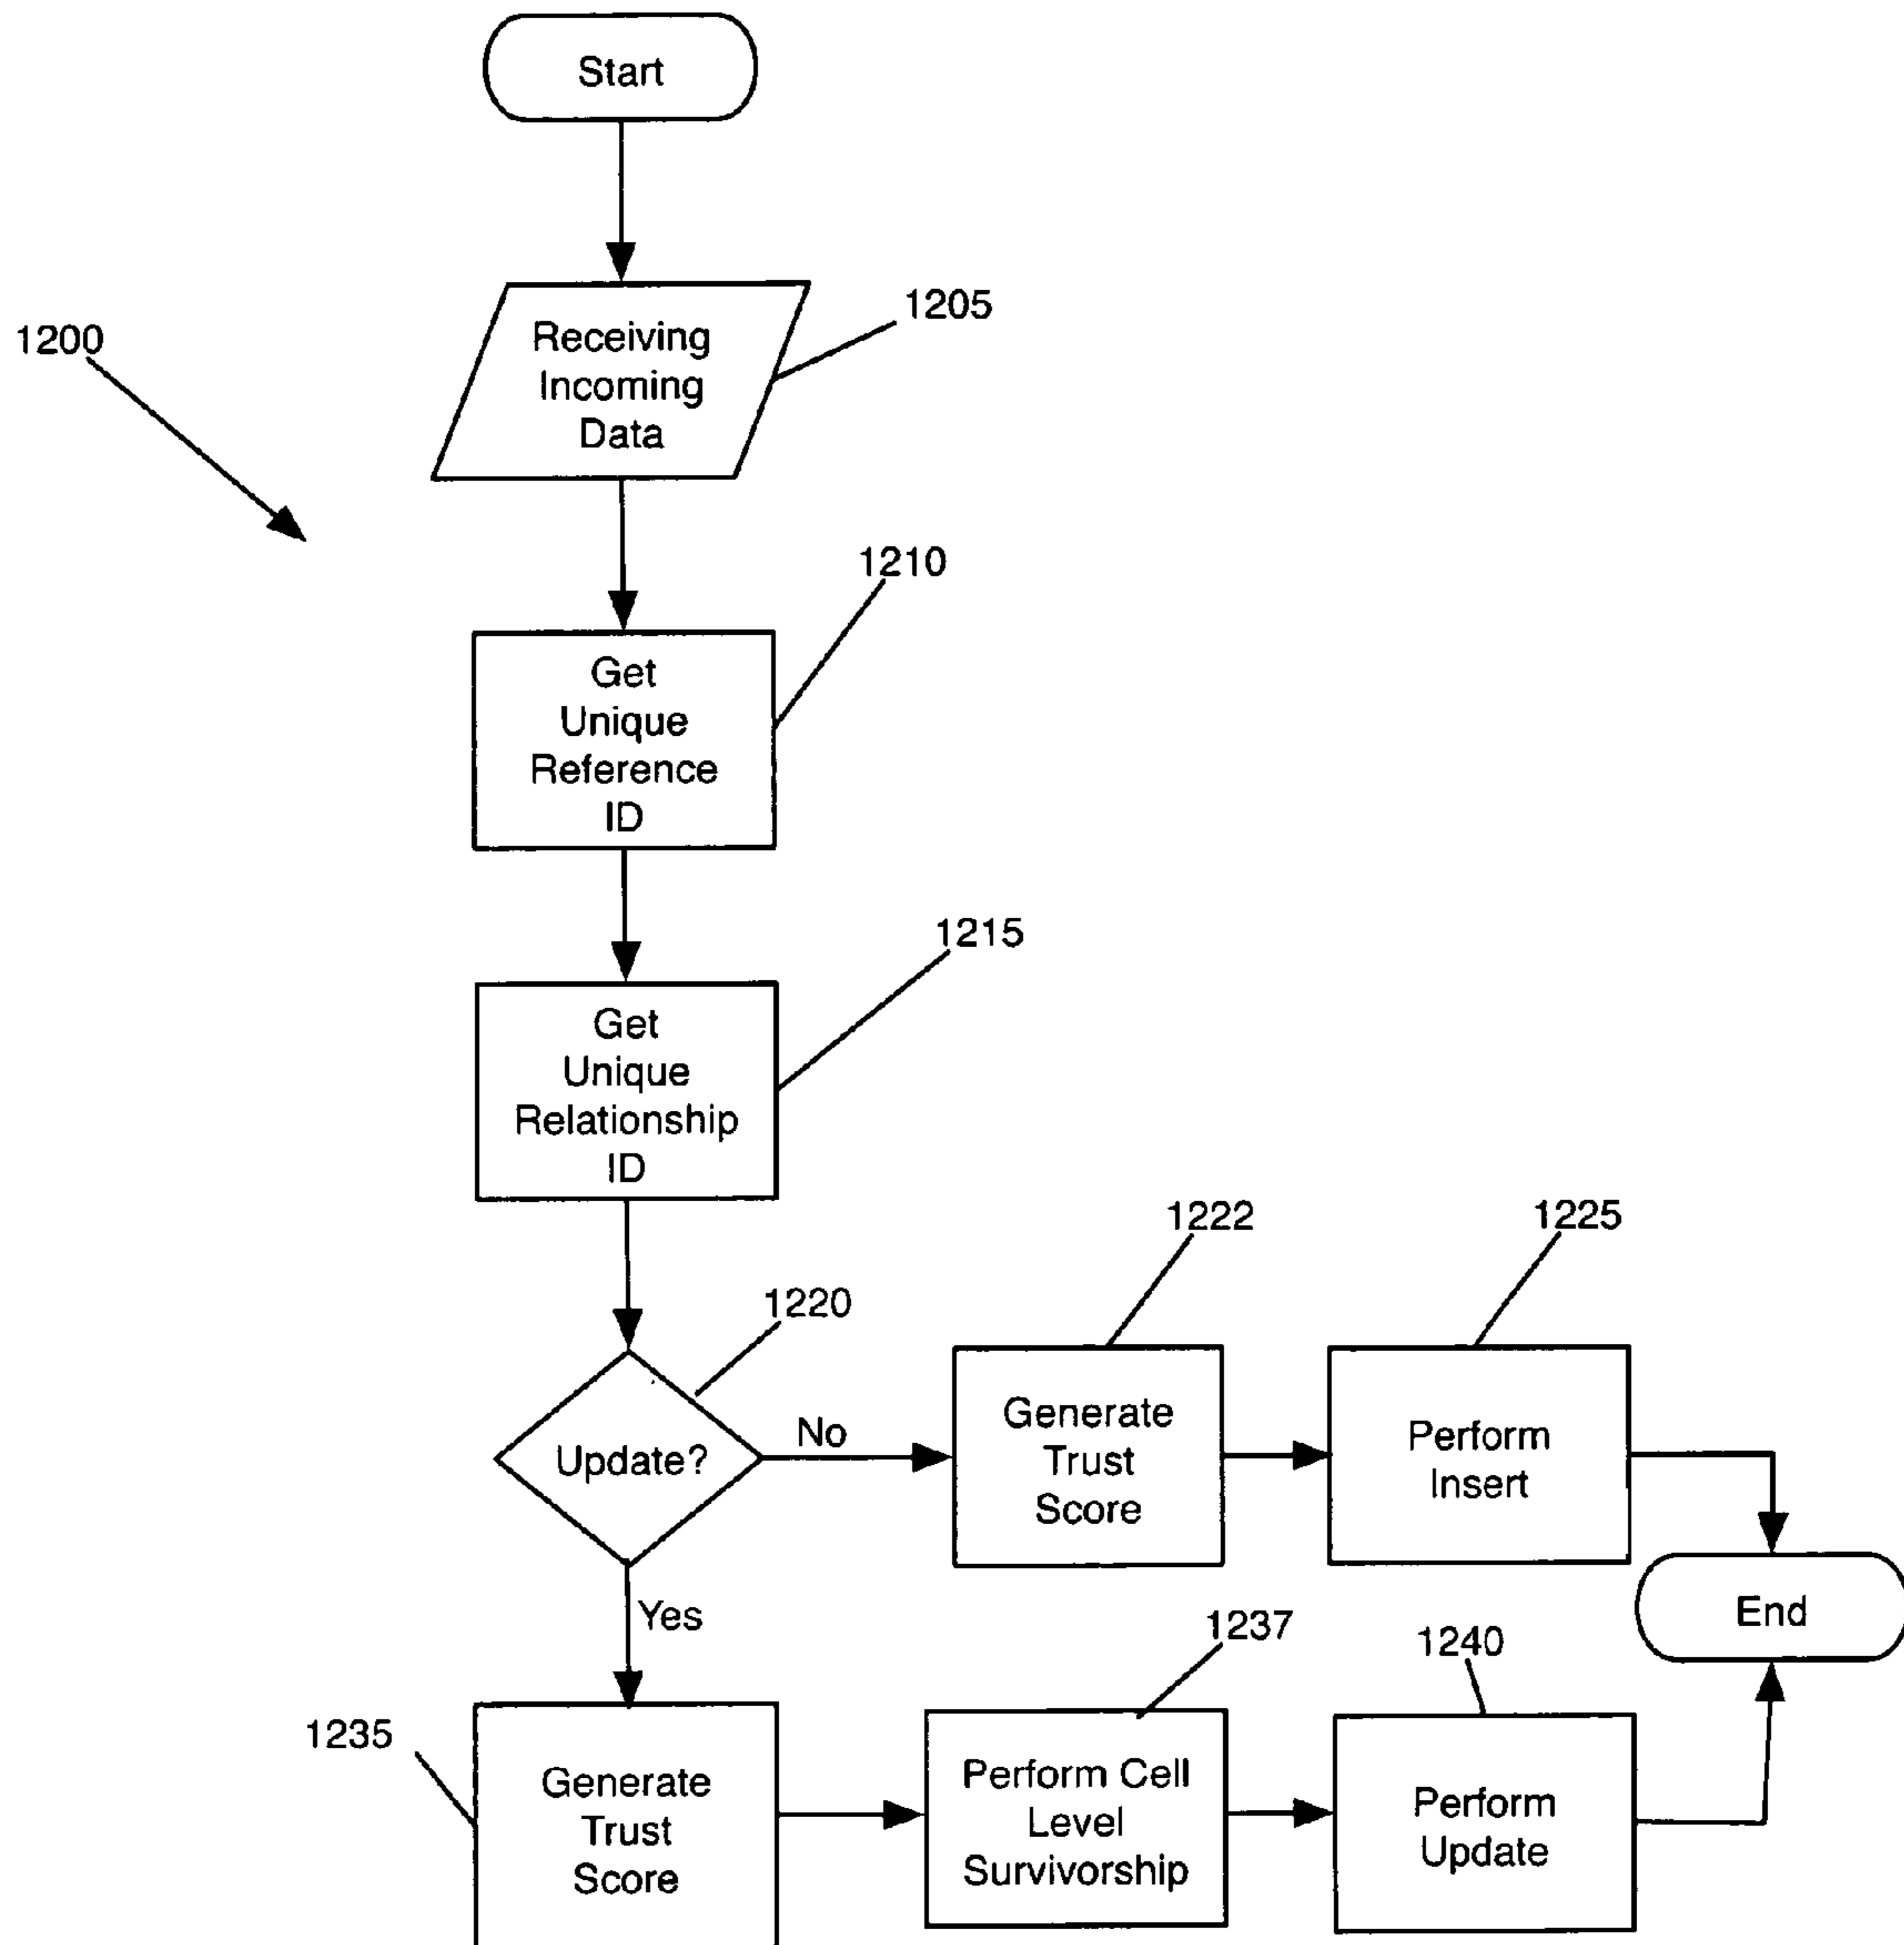 Start
1200
Receiving
Incoming
Data
1205
1210
Get
Unique
Reference
ID
1215
Get
Unique
Relationship
ID
1220
Update?
No
Yes
1222
Generate
Trust
Score
1225
Perform
Insert
End
1235
Generate
Trust
Score
1237
Perform Cell
Level
Survivorship
1240
Perform
Update